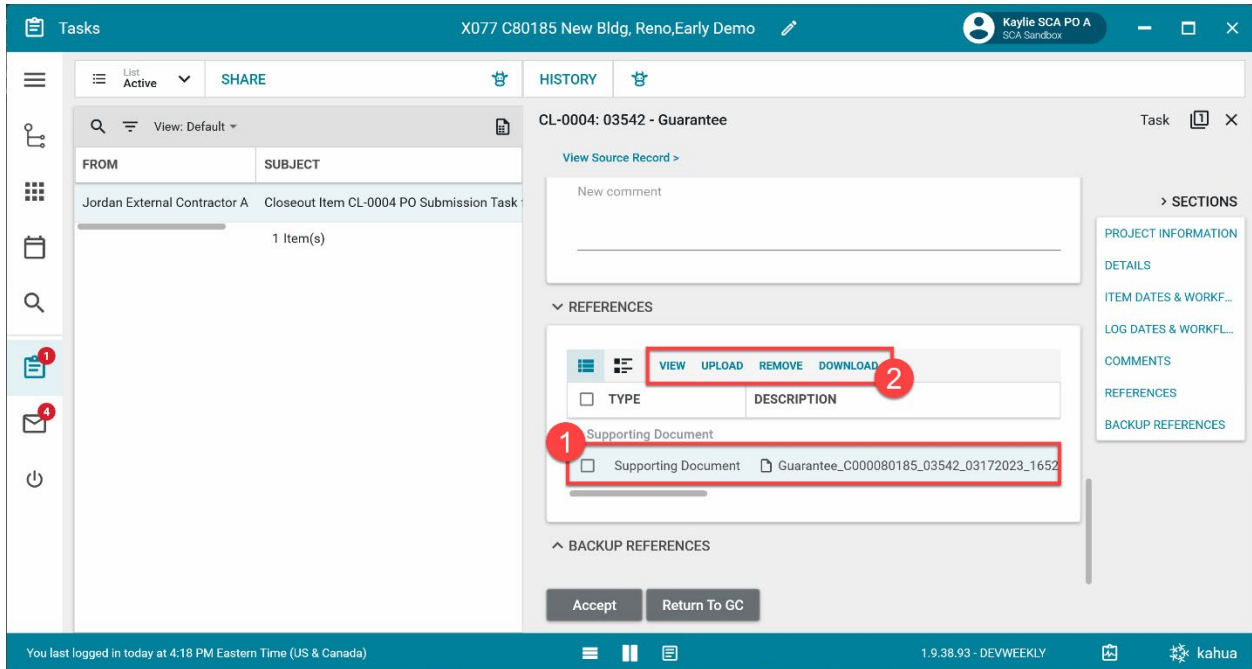 Tasks
X077 C80185 New Bldg, Reno,Early Demo
Kaylie SCA PO A
SCA Sandbox
List
Active
SHARE
HISTORY
View: Default
FROM SUBJECT
Jordan External Contractor A Closeout Item CL-0004 PO Submission Task
1 Item(s)
CL-0004: 03542 - Guarantee
Task
1
View Source Record >
New comment
REFERENCES
VIEW UPLOAD REMOVE DOWNLOAD
2
TYPE DESCRIPTION
Supporting Document
1
Supporting Document Guarantee_C000080185_03542_03172023_1652
BACKUP REFERENCES
Accept Return To GC
> SECTIONS
PROJECT INFORMATION
DETAILS
ITEM DATES & WORKF...
LOG DATES & WORKFL...
COMMENTS
REFERENCES
BACKUP REFERENCES
1
4
You last logged in today at 4:18 PM Eastern Time (US & Canada)
1.9.38.93 - DEVWEEKLY
kahua